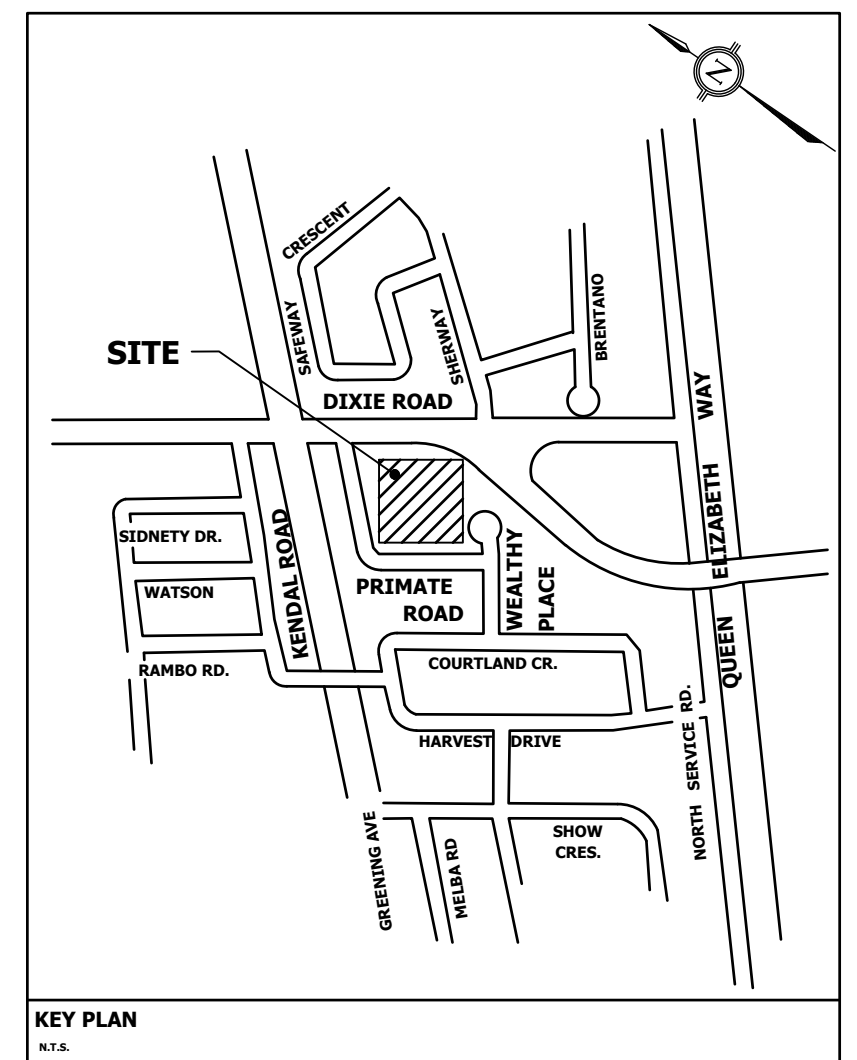 N
CRESCENT
SAFEWAY
SHERWAY
BRENTANO
SITE
DIXIE ROAD
QUEEN ELIZABETH WAY
SIDNETY DR.
KENDAL ROAD
WATSON
PRIMATE
ROAD
WEALTHY
PLACE
RAMBO RD.
COURTLAND CR.
HARVEST DRIVE
NORTH SERVICE RD.
GREENING AVE
MELBA RD
SHOW
CRES.
KEY PLAN
N.T.S.